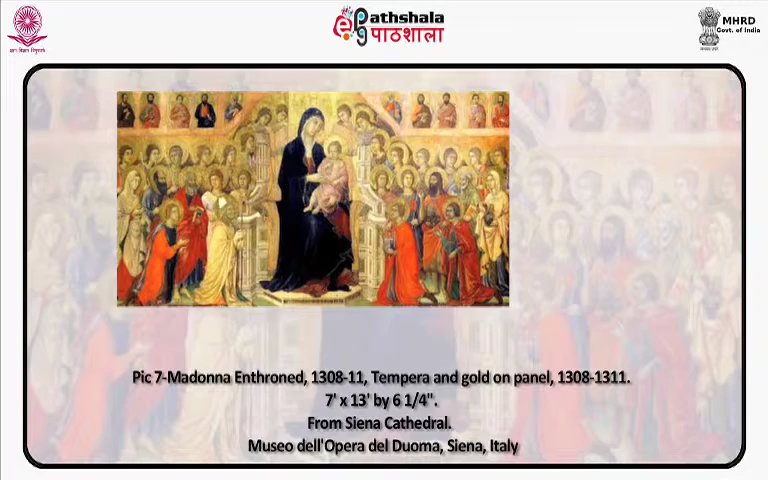 Pathshala
पाठशाला
MHRD
Govt. of India
Pic 7-Madonna Enthroned, 1308-11, Tempera and gold on panel, 1308-1311.
7' x 13' by 6 1/4".
From Siena Cathedral.
Museo dell'Opera del Duomo, Siena, Italy